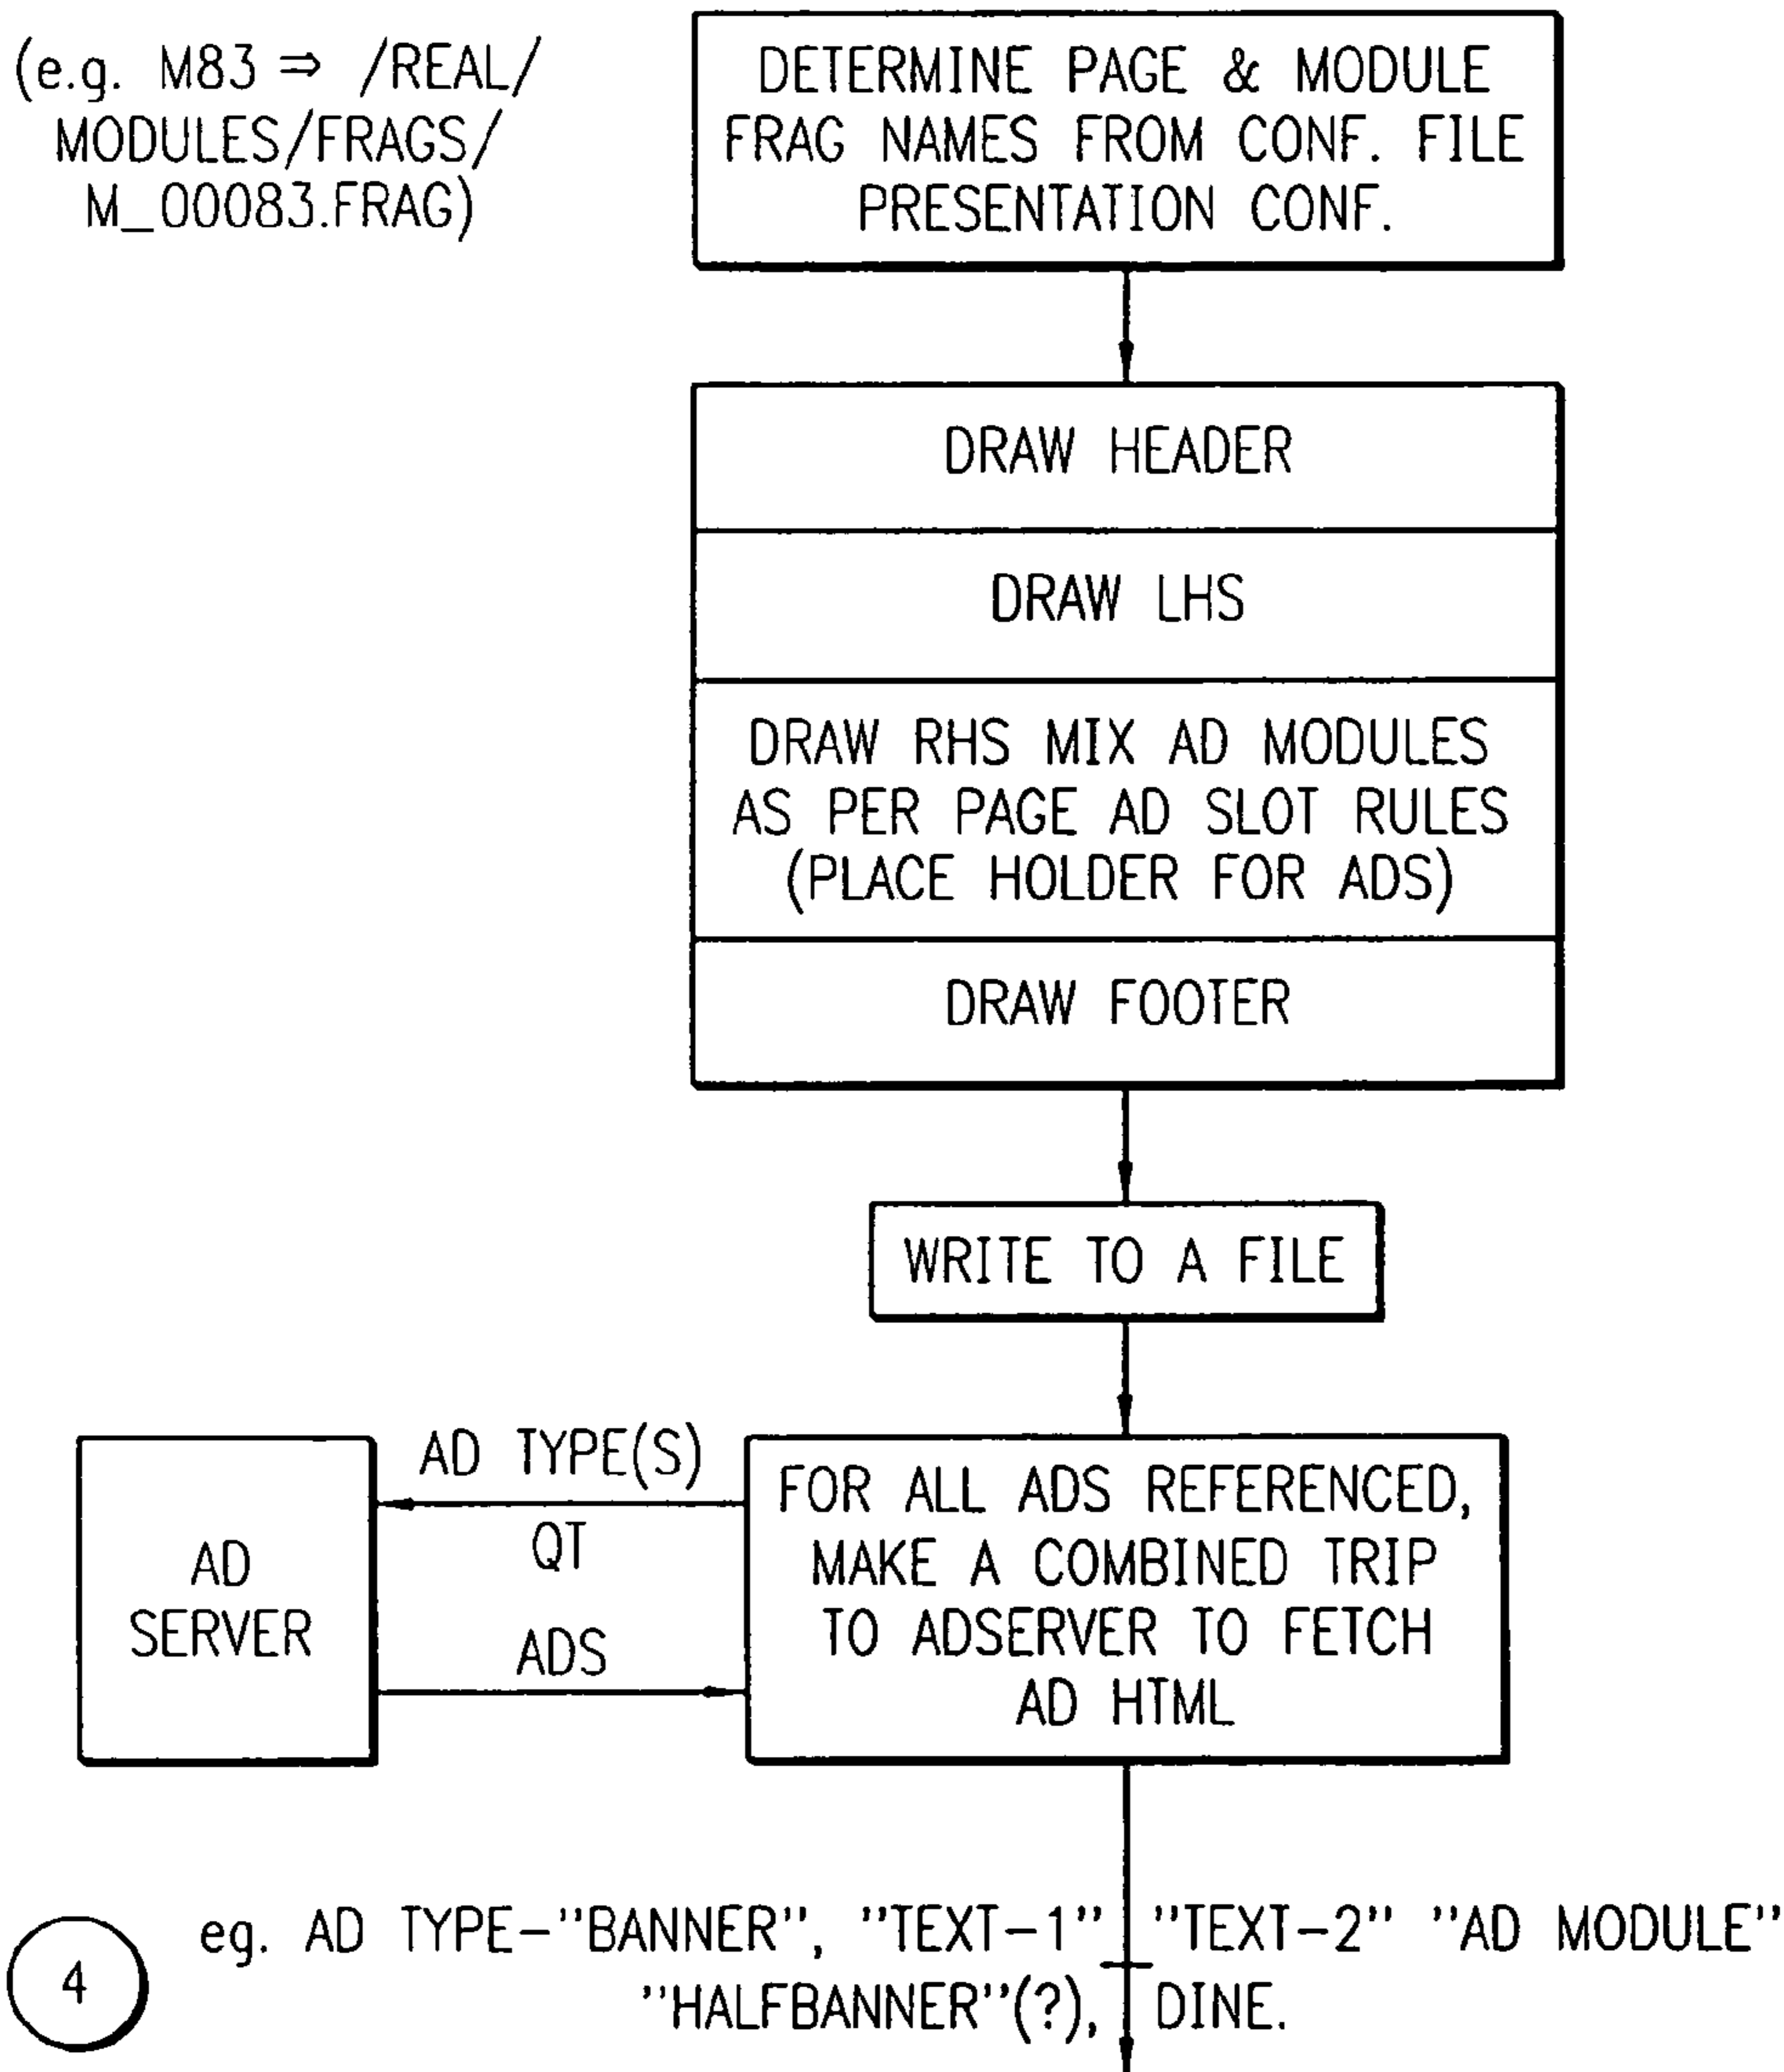 (e.g. M83 ⇒ /REAL/
MODULES/FRAGS/
M_00083.FRAG)
DETERMINE PAGE & MODULE
FRAG NAMES FROM CONF. FILE
PRESENTATION CONF.
DRAW HEADER
DRAW LHS
DRAW RHS MIX AD MODULES
AS PER PAGE AD SLOT RULES
(PLACE HOLDER FOR ADS)
DRAW FOOTER
WRITE TO A FILE
AD
SERVER
AD TYPE(S)
QT
ADS
FOR ALL ADS REFERENCED,
MAKE A COMBINED TRIP
TO ADSERVER TO FETCH
AD HTML
4
eg. AD TYPE-"BANNER", "TEXT-1" "TEXT-2" "AD MODULE"
"HALFBANNER"(?), DINE.